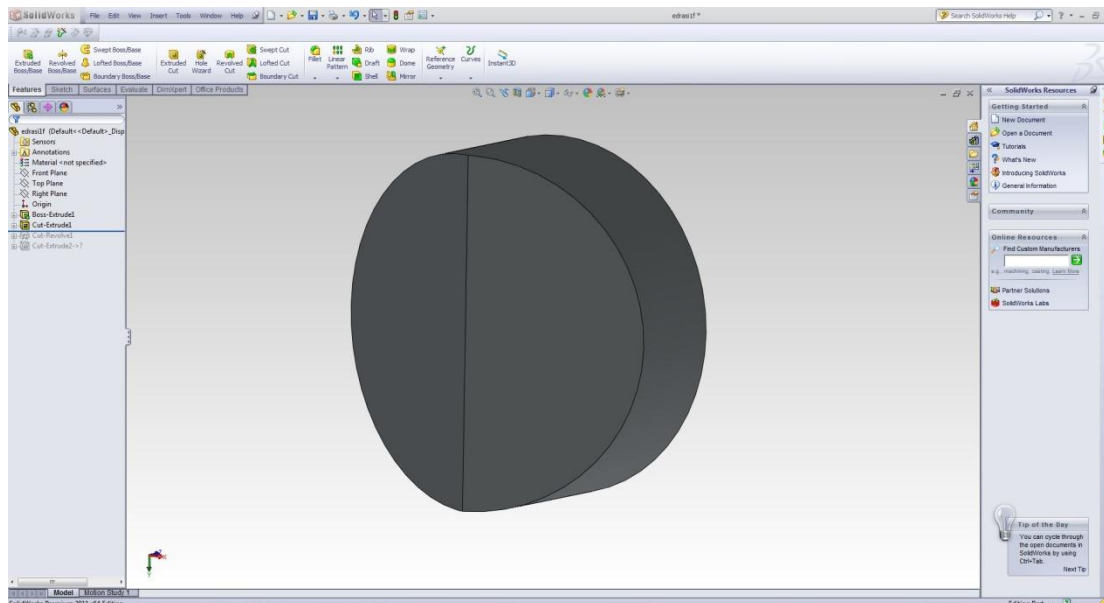 SolidWorks File Edit View Insert Tools Window Help edrasi1f * Search SolidWorks Help
Extruded Boss/Base Revolved Boss/Base Swept Boss/Base Lofted Boss/Base Boundary Boss/Base Extruded Cut Hole Wizard Revolved Cut Swept Cut Lofted Cut Boundary Cut Fillet Linear Pattern Rib Draft Shell Wrap Dome Mirror Reference Geometry Curves Instant3D
Features Sketch Surfaces Evaluate DimXpert Office Products
edrasi1f (Default<<Default>_Disp
Sensors
Annotations
Material <not specified>
Front Plane
Top Plane
Right Plane
Origin
Boss-Extrude1
Cut-Extrude1
Cut-Revolve1
Cut-Extrude2->?
SolidWorks Resources
Getting Started
New Document
Open a Document
Tutorials
What's New
Introducing SolidWorks
General Information
Community
Online Resources
Find Custom Manufacturers
e.g., machining, casting, Learn More
Partner Solutions
SolidWorks Labs
Tip of the Day
You can cycle through
the open documents in
SolidWorks by using
Ctrl+Tab.
Next Tip
Model Motion Study 1
Editing Part